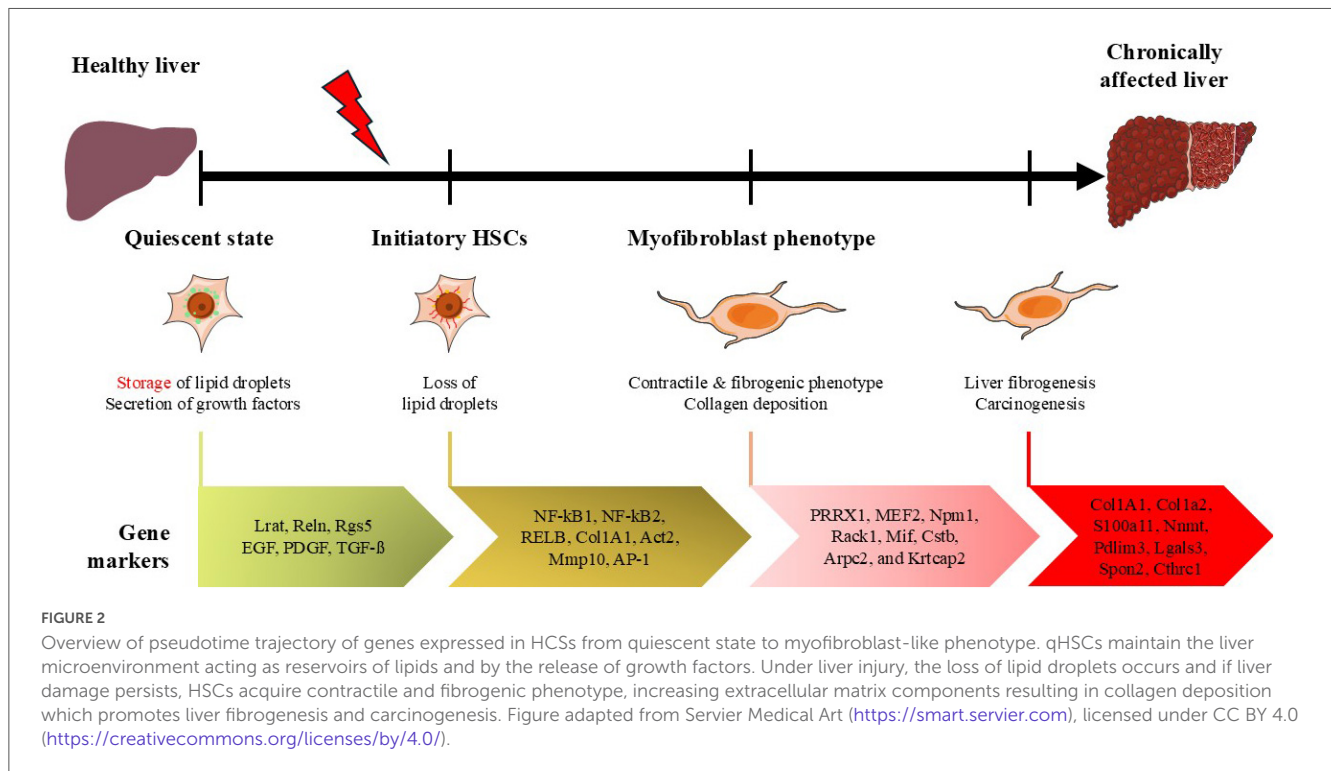 Healthy liver
Chronically
affected liver
Quiescent state
Initiatory HSCs
Myofibroblast phenotype
Storage of lipid droplets
Secretion of growth factors
Loss of
lipid droplets
Contractile & fibrogenic phenotype
Collagen deposition
Liver fibrogenesis
Carcinogenesis
Gene
markers
Lrat, Reln, Rgs5
EGF, PDGF, TGF-ß
NF-kB1, NF-kB2,
RELB, Col1A1, Act2,
Mmp10, AP-1
PRRX1, MEF2, Npm1,
Rack1, Mif, Cstb,
Arpc2, and Krtcap2
Col1A1, Col1a2,
S100a11, Nnmt,
Pdlim3, Lgals3,
Spon2, Cthrc1
FIGURE 2
Overview of pseudotime trajectory of genes expressed in HCSs from quiescent state to myofibroblast-like phenotype. qHSCs maintain the liver
microenvironment acting as reservoirs of lipids and by the release of growth factors. Under liver injury, the loss of lipid droplets occurs and if liver
damage persists, HSCs acquire contractile and fibrogenic phenotype, increasing extracellular matrix components resulting in collagen deposition
which promotes liver fibrogenesis and carcinogenesis. Figure adapted from Servier Medical Art (https://smart.servier.com), licensed under CC BY 4.0
(https://creativecommons.org/licenses/by/4.0/).